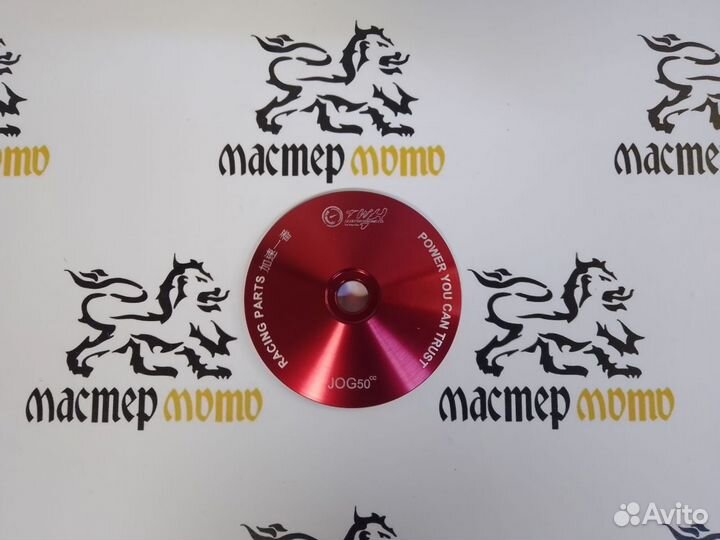 мастер мото
мото
мастер
TWH
RACING PARTS 加速一番
POWER YOU CAN TRUST
JOG50cc
мастер мото
мастер мото
Avito